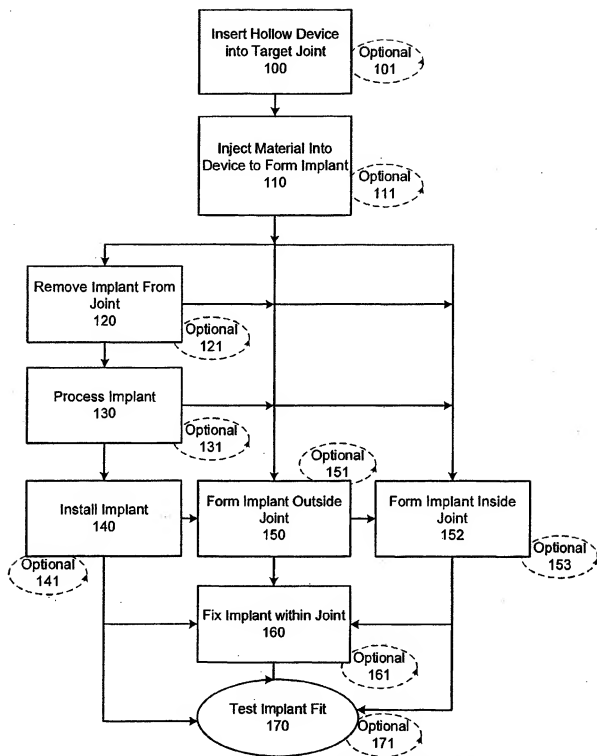 Insert Hollow Device
into Target Joint
100
Optional
101
Inject Material Into
Device to Form Implant
110
Optional
111
Remove Implant From
Joint
120
Optional
121
Process Implant
130
Optional
131
Optional
151
Install Implant
140
Optional
141
Form Implant Outside
Joint
150
Form Implant Inside
Joint
152
Optional
153
Fix Implant within Joint
160
Optional
161
Test Implant Fit
170
Optional
171